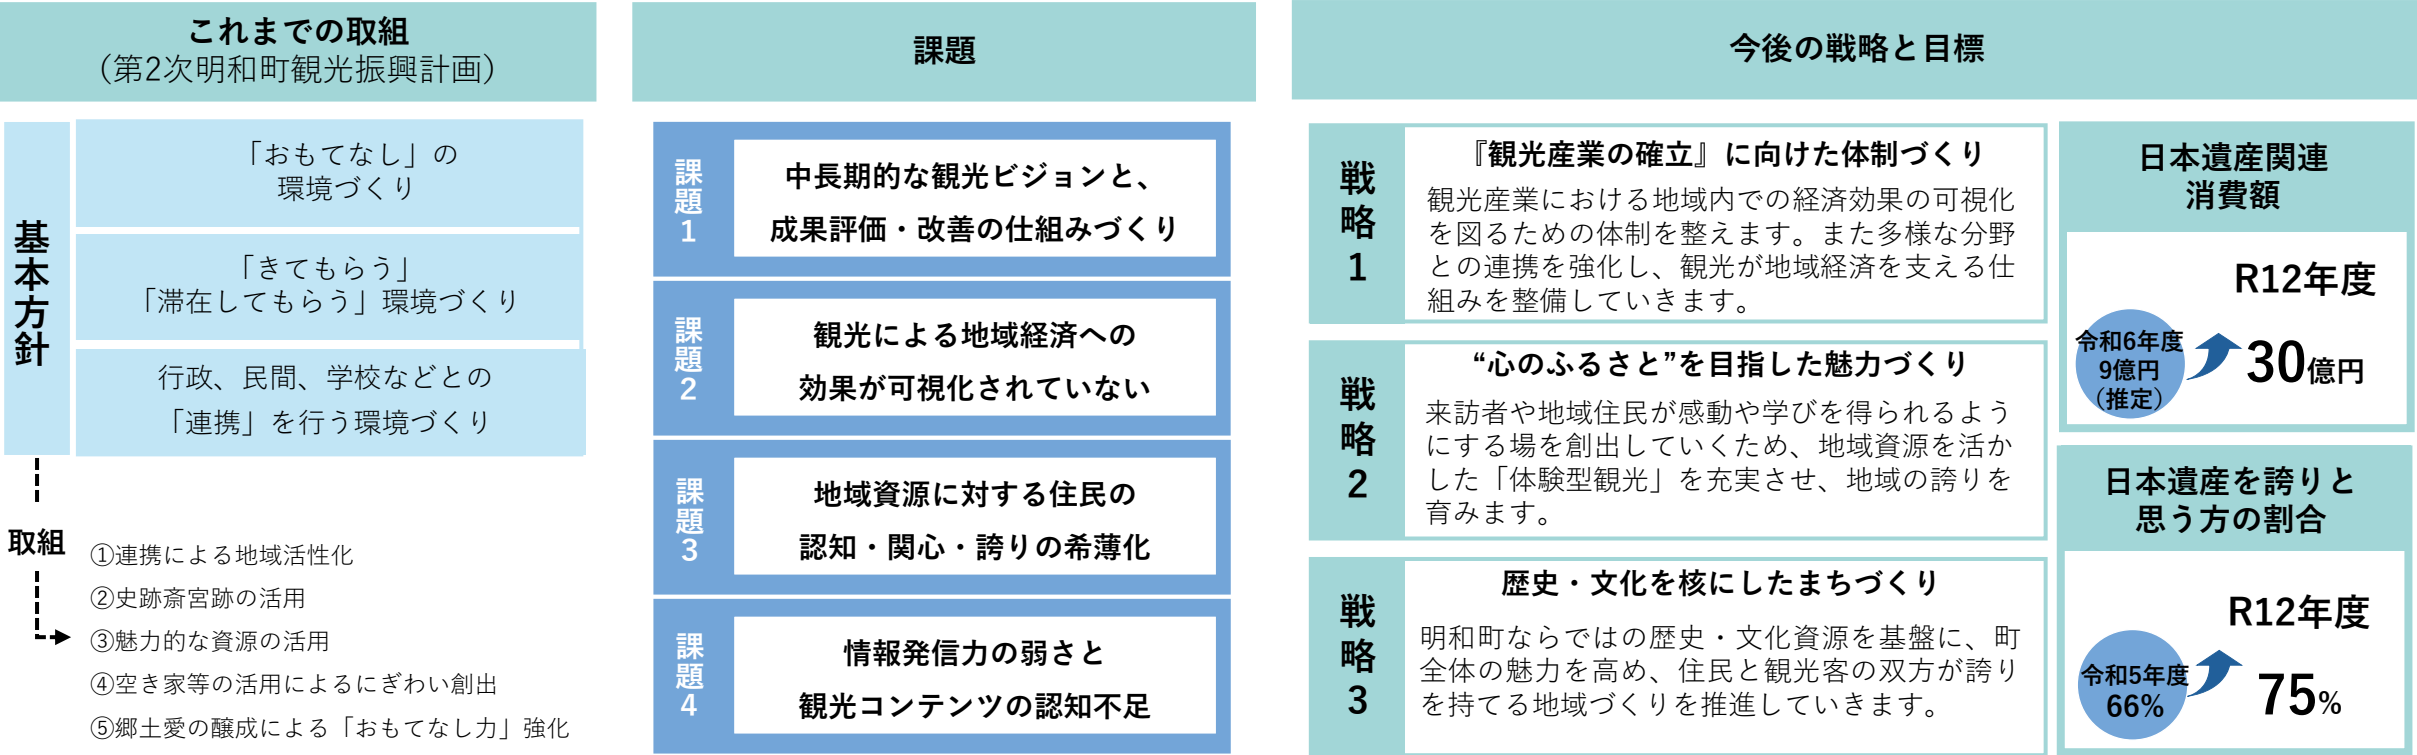 これまでの取組
（第2次明和町観光振興計画）
基本方針
「おもてなし」の
環境づくり
「きてもらう」
「滞在してもらう」環境づくり
行政、民間、学校などとの
「連携」を行う環境づくり
取組
①連携による地域活性化
②史跡斎宮跡の活用
③魅力的な資源の活用
④空き家等の活用によるにぎわい創出
⑤郷土愛の醸成による「おもてなし力」強化
課題
課題1
中長期的な観光ビジョンと、
成果評価・改善の仕組みづくり
課題2
観光による地域経済への
効果が可視化されていない
課題3
地域資源に対する住民の
認知・関心・誇りの希薄化
課題4
情報発信力の弱さと
観光コンテンツの認知不足
今後の戦略と目標
戦略1
『観光産業の確立』に向けた体制づくり
観光産業における地域内での経済効果の可視化
を図るための体制を整えます。また多様な分野
との連携を強化し、観光が地域経済を支える仕
組みを整備していきます。
戦略2
“心のふるさと”を目指した魅力づくり
来訪者や地域住民が感動や学びを得られるよう
にする場を創出していくため、地域資源を活か
した「体験型観光」を充実させ、地域の誇りを
育みます。
戦略3
歴史・文化を核にしたまちづくり
明和町ならではの歴史・文化資源を基盤に、町
全体の魅力を高め、住民と観光客の双方が誇り
を持てる地域づくりを推進していきます。
日本遺産関連
消費額
R12年度
令和6年度
9億円
（推定）
30億円
日本遺産を誇りと
思う方の割合
R12年度
令和5年度
66%
75%